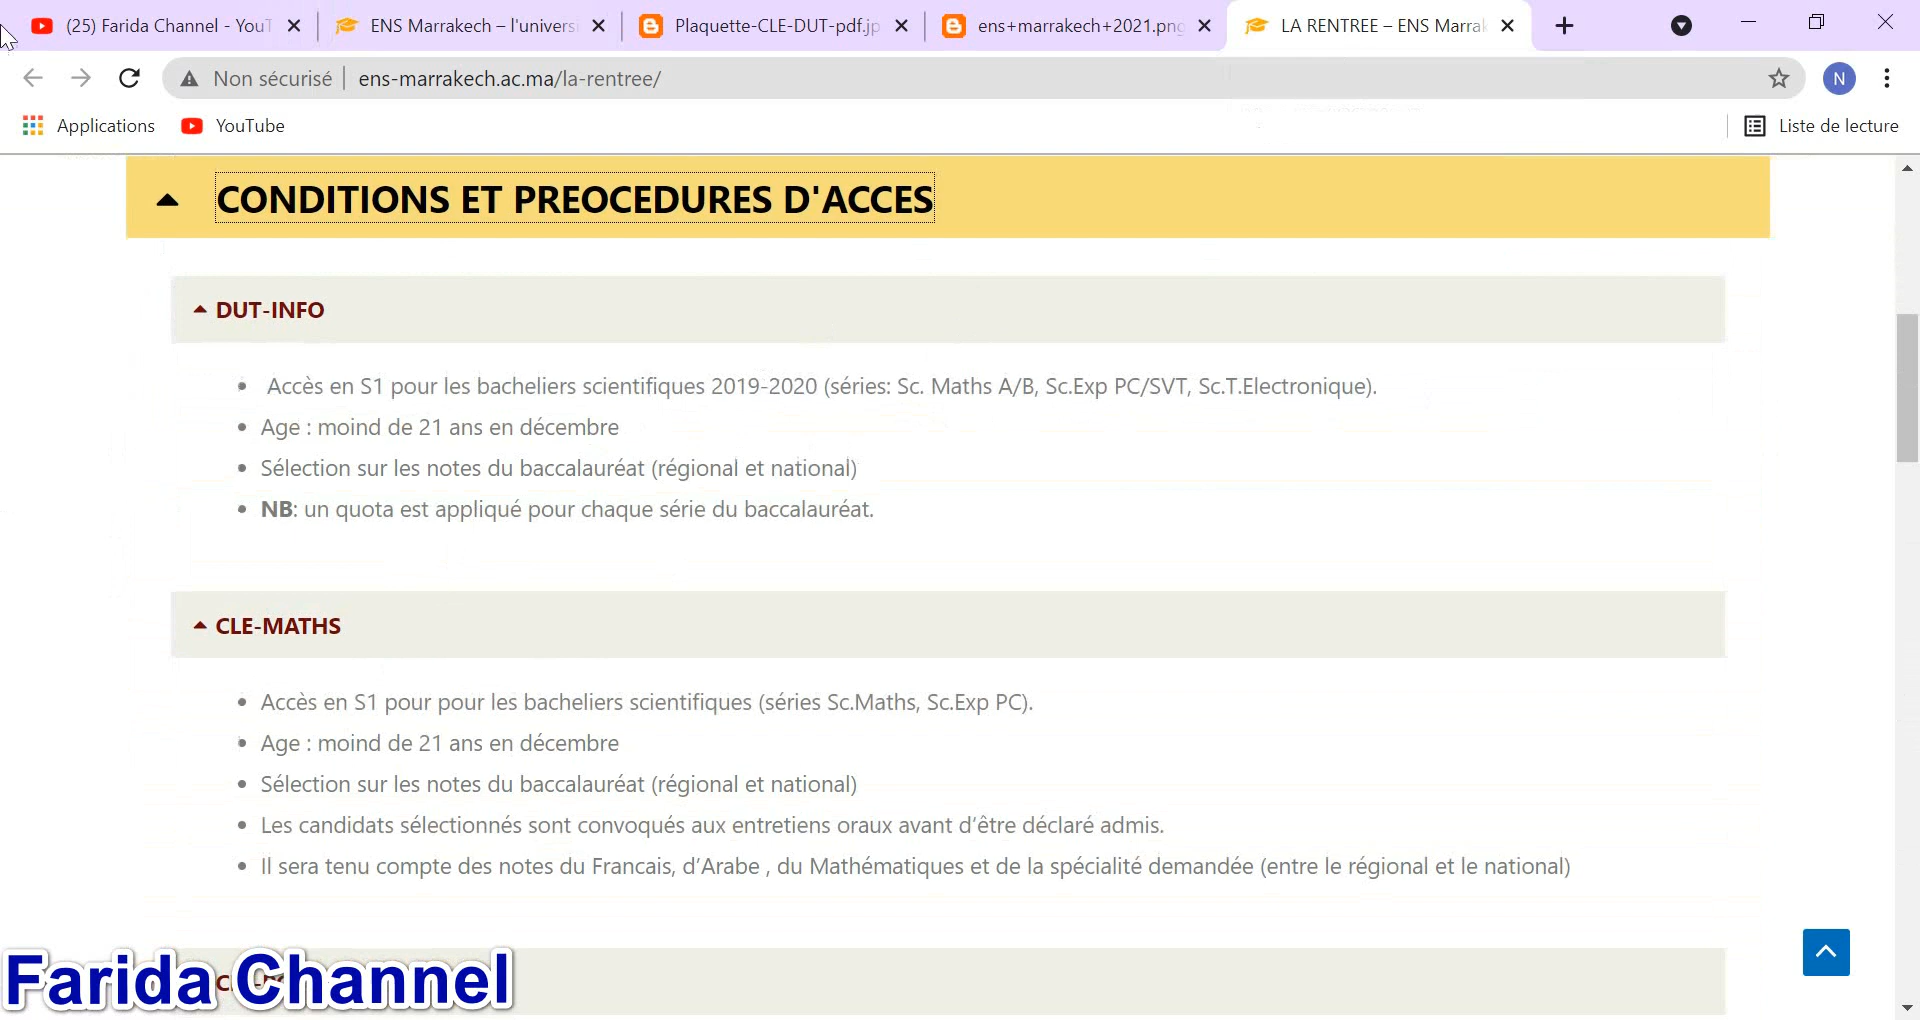 (25) Farida Channel - YouT
ENS Marrakech – l'univers
Plaquette-CLE-DUT-pdf.jp
ens+marrakech+2021.png
LA RENTREE – ENS Marrak
Non sécurisé
ens-marrakech.ac.ma/la-rentree/
N
Applications
YouTube
Liste de lecture
CONDITIONS ET PREOCEDURES D'ACCES
DUT-INFO
Accès en S1 pour les bacheliers scientifiques 2019-2020 (séries: Sc. Maths A/B, Sc.Exp PC/SVT, Sc.T.Electronique).
Age : moind de 21 ans en décembre
Sélection sur les notes du baccalauréat (régional et national)
NB: un quota est appliqué pour chaque série du baccalauréat.
CLE-MATHS
Accès en S1 pour pour les bacheliers scientifiques (séries Sc.Maths, Sc.Exp PC).
Age : moind de 21 ans en décembre
Sélection sur les notes du baccalauréat (régional et national)
Les candidats sélectionnés sont convoqués aux entretiens oraux avant d'être déclaré admis.
Il sera tenu compte des notes du Francais, d'Arabe , du Mathématiques et de la spécialité demandée (entre le régional et le national)
Farida Channel